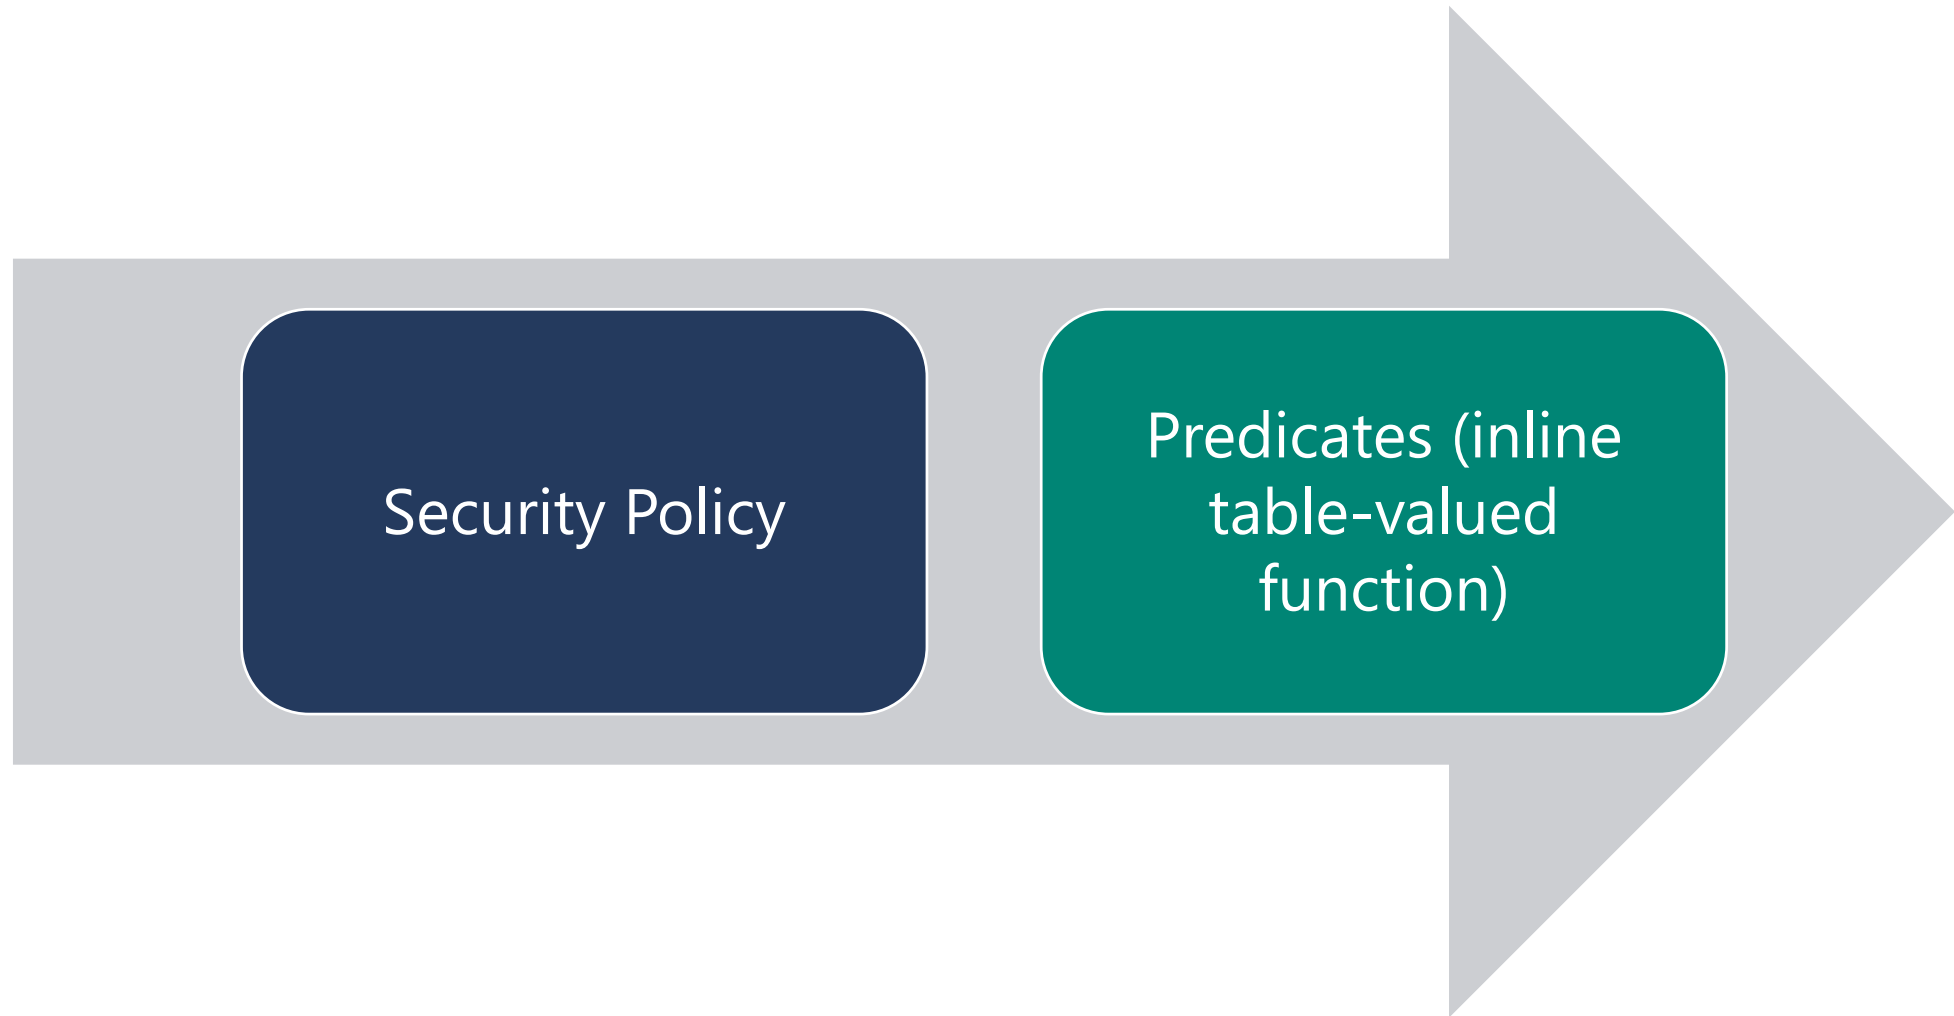 Security Policy
Predicates (inline
table-valued
function)